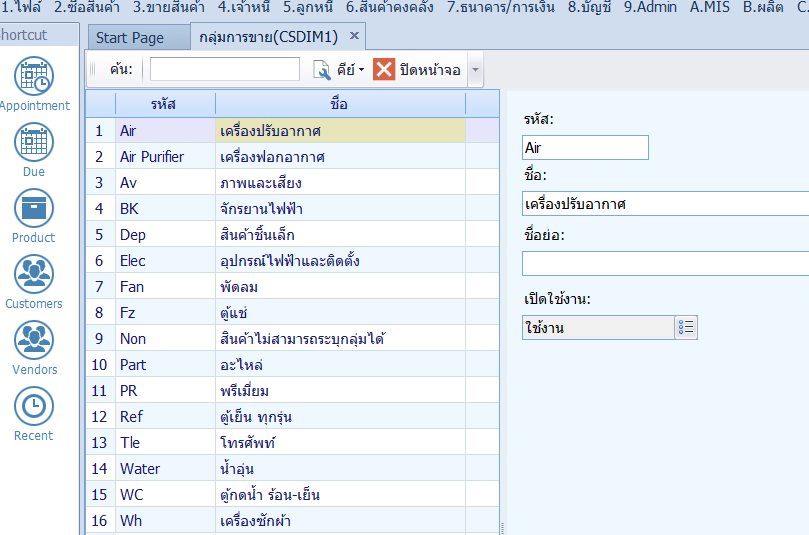 1.ไฟล์ 2.ซื้อสินค้า 3.ขายสินค้า 4.เจ้าหนี้ 5.ลูกหนี้ 6.สินค้าคงคลัง 7.ธนาคาร/การเงิน 8.บัญชี 9.Admin A.MIS B.ผลิต C.
hortcut
Start Page กลุ่มการขาย(CSDIM1)
ค้น: คีย์ ปิดหน้าจอ
Appointment
Due
Product
Customers
Vendors
Recent
รหัส ชื่อ
1 Air เครื่องปรับอากาศ
2 Air Purifier เครื่องฟอกอากาศ
3 Av ภาพและเสียง
4 BK จักรยานไฟฟ้า
5 Dep สินค้าชิ้นเล็ก
6 Elec อุปกรณ์ไฟฟ้าและติดตั้ง
7 Fan พัดลม
8 Fz ตู้แช่
9 Non สินค้าไม่สามารถระบุกลุ่มได้
10 Part อะไหล่
11 PR พรีเมี่ยม
12 Ref ตู้เย็น ทุกรุ่น
13 Tle โทรศัพท์
14 Water น้ำอุ่น
15 WC ตู้กดน้ำ ร้อน-เย็น
16 Wh เครื่องซักผ้า
รหัส:
Air
ชื่อ:
เครื่องปรับอากาศ
ชื่อย่อ:
เปิดใช้งาน:
ใช้งาน